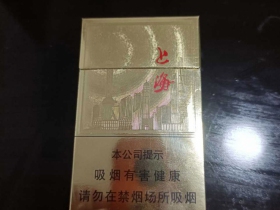 上海
本公司提示
吸烟有害健康
请勿在禁烟场所吸烟